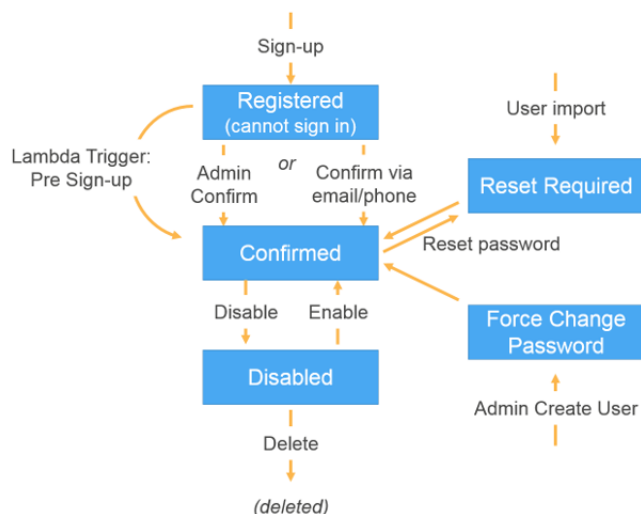 Sign-up
Registered
(cannot sign in)
User import
Lambda Trigger:
Pre Sign-up
or
Admin
Confirm
Confirm via
email/phone
Reset Required
Confirmed
Reset password
Disable
Enable
Force Change
Password
Disabled
Admin Create User
Delete
(deleted)